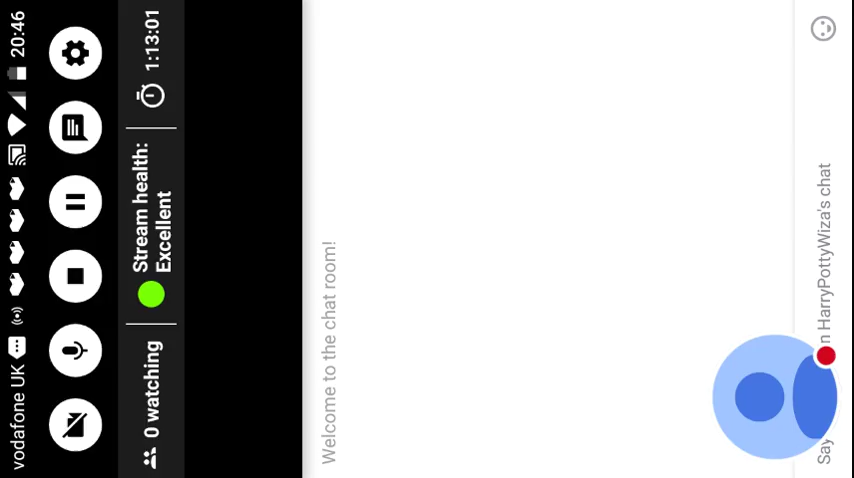 vodafone UK 20:46
0 watching
Stream health:
Excellent
1:13:01
Welcome to the chat room!
Say n HarryPottyWiza's chat